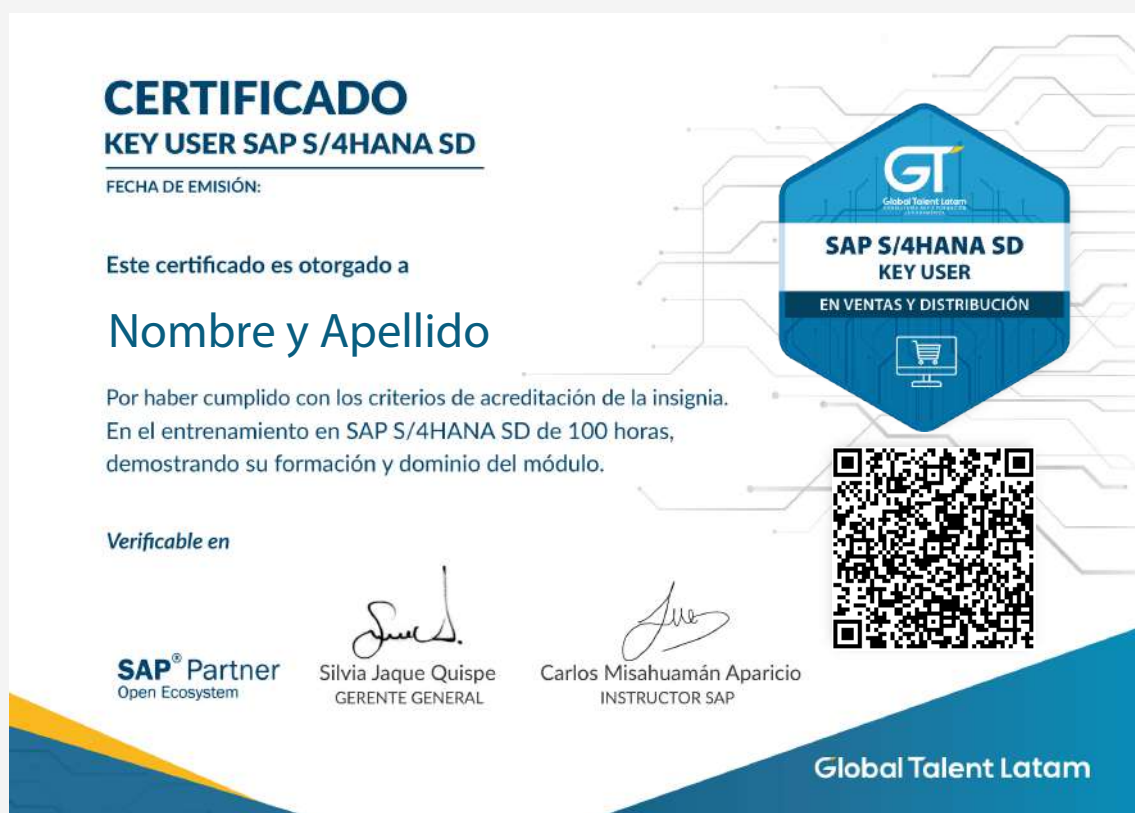 CERTIFICADO
KEY USER SAP S/4HANA SD
FECHA DE EMISIÓN:
Este certificado es otorgado a
Nombre y Apellido
Por haber cumplido con los criterios de acreditación de la insignia.
En el entrenamiento en SAP S/4HANA SD de 100 horas,
demostrando su formación y dominio del módulo.
Verificable en
SAP® Partner
Open Ecosystem
Silvia Jaque Quispe
GERENTE GENERAL
Carlos Misahuamán Aparicio
INSTRUCTOR SAP
GT
Global Talent Latam
SAP S/4HANA SD
KEY USER
EN VENTAS Y DISTRIBUCIÓN
Global Talent Latam